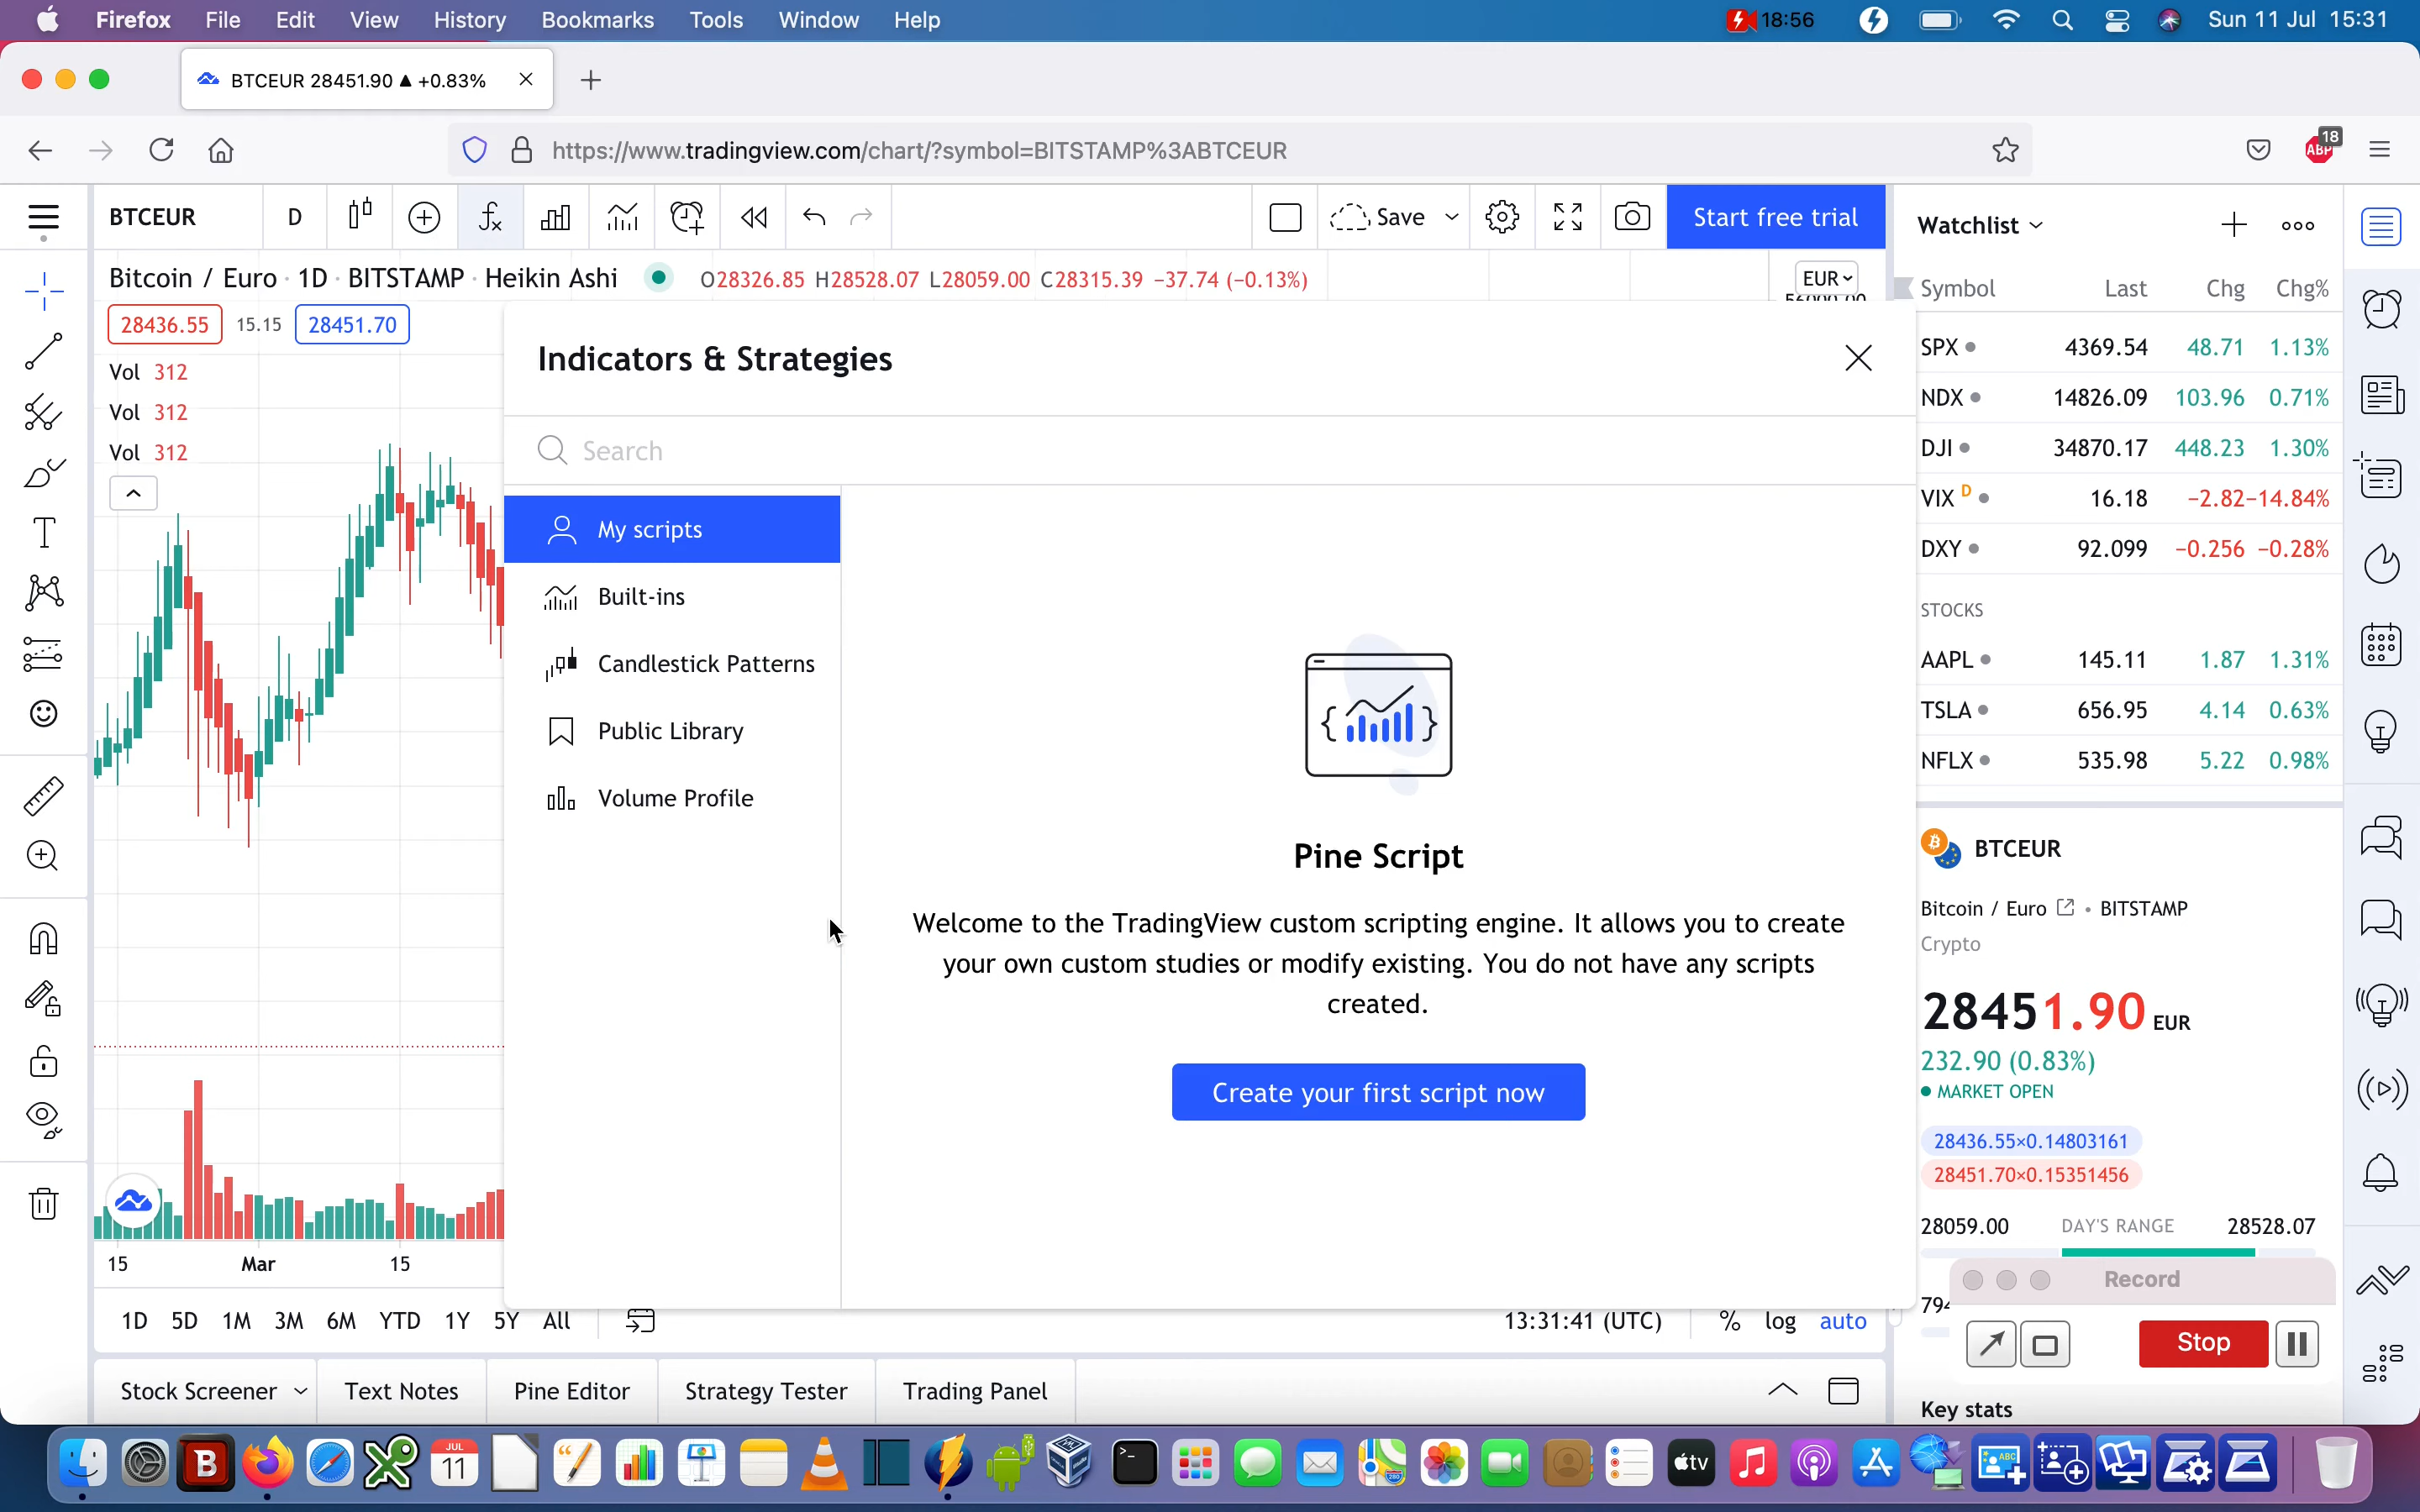 Firefox File Edit View History Bookmarks Tools Window Help 18:56 Sun 11 Jul 15:31
BTCEUR 28451.90 ▲ +0.83%
https://www.tradingview.com/chart/?symbol=BITSTAMP%3ABTCEUR
18
ABP
BTCEUR D Save Start free trial
Bitcoin / Euro · 1D · BITSTAMP · Heikin Ashi O28326.85 H28528.07 L28059.00 C28315.39 −37.74 (−0.13%)
EUR
28436.55 15.15 28451.70
Vol 312
Vol 312
Vol 312
Indicators & Strategies
Search
My scripts
Built-ins
Candlestick Patterns
Public Library
Volume Profile
Pine Script
Welcome to the TradingView custom scripting engine. It allows you to create
your own custom studies or modify existing. You do not have any scripts
created.
Create your first script now
15 Mar 15
1D 5D 1M 3M 6M YTD 1Y 5Y All
13:31:41 (UTC) % log auto
Stock Screener Text Notes Pine Editor Strategy Tester Trading Panel
Watchlist
Symbol Last Chg Chg%
SPX 4369.54 48.71 1.13%
NDX 14826.09 103.96 0.71%
DJI 34870.17 448.23 1.30%
VIX D 16.18 −2.82 −14.84%
DXY 92.099 −0.256 −0.28%
STOCKS
AAPL 145.11 1.87 1.31%
TSLA 656.95 4.14 0.63%
NFLX 535.98 5.22 0.98%
BTCEUR
Bitcoin / Euro • BITSTAMP
Crypto
28451.90 EUR
232.90 (0.83%)
MARKET OPEN
28436.55×0.14803161
28451.70×0.15351456
28059.00 DAY'S RANGE 28528.07
Record
Stop
Key stats
JUL
11
tv